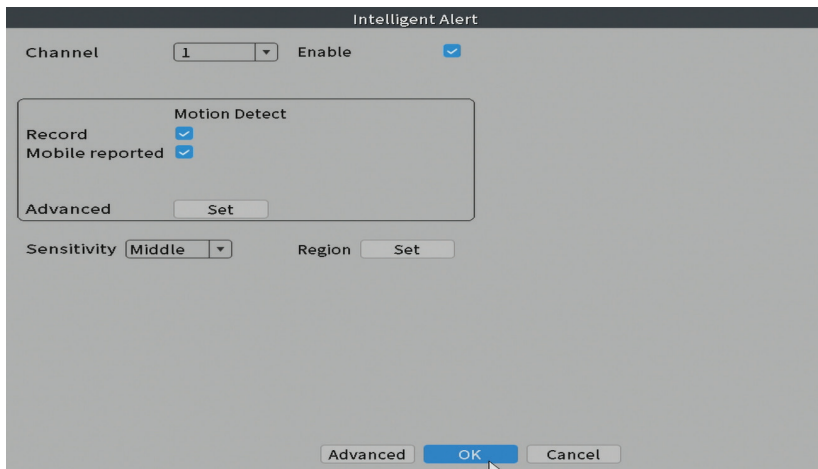 Intelligent Alert
Channel 1 Enable
Motion Detect
Record
Mobile reported
Advanced Set
Sensitivity Middle Region Set
Advanced OK Cancel